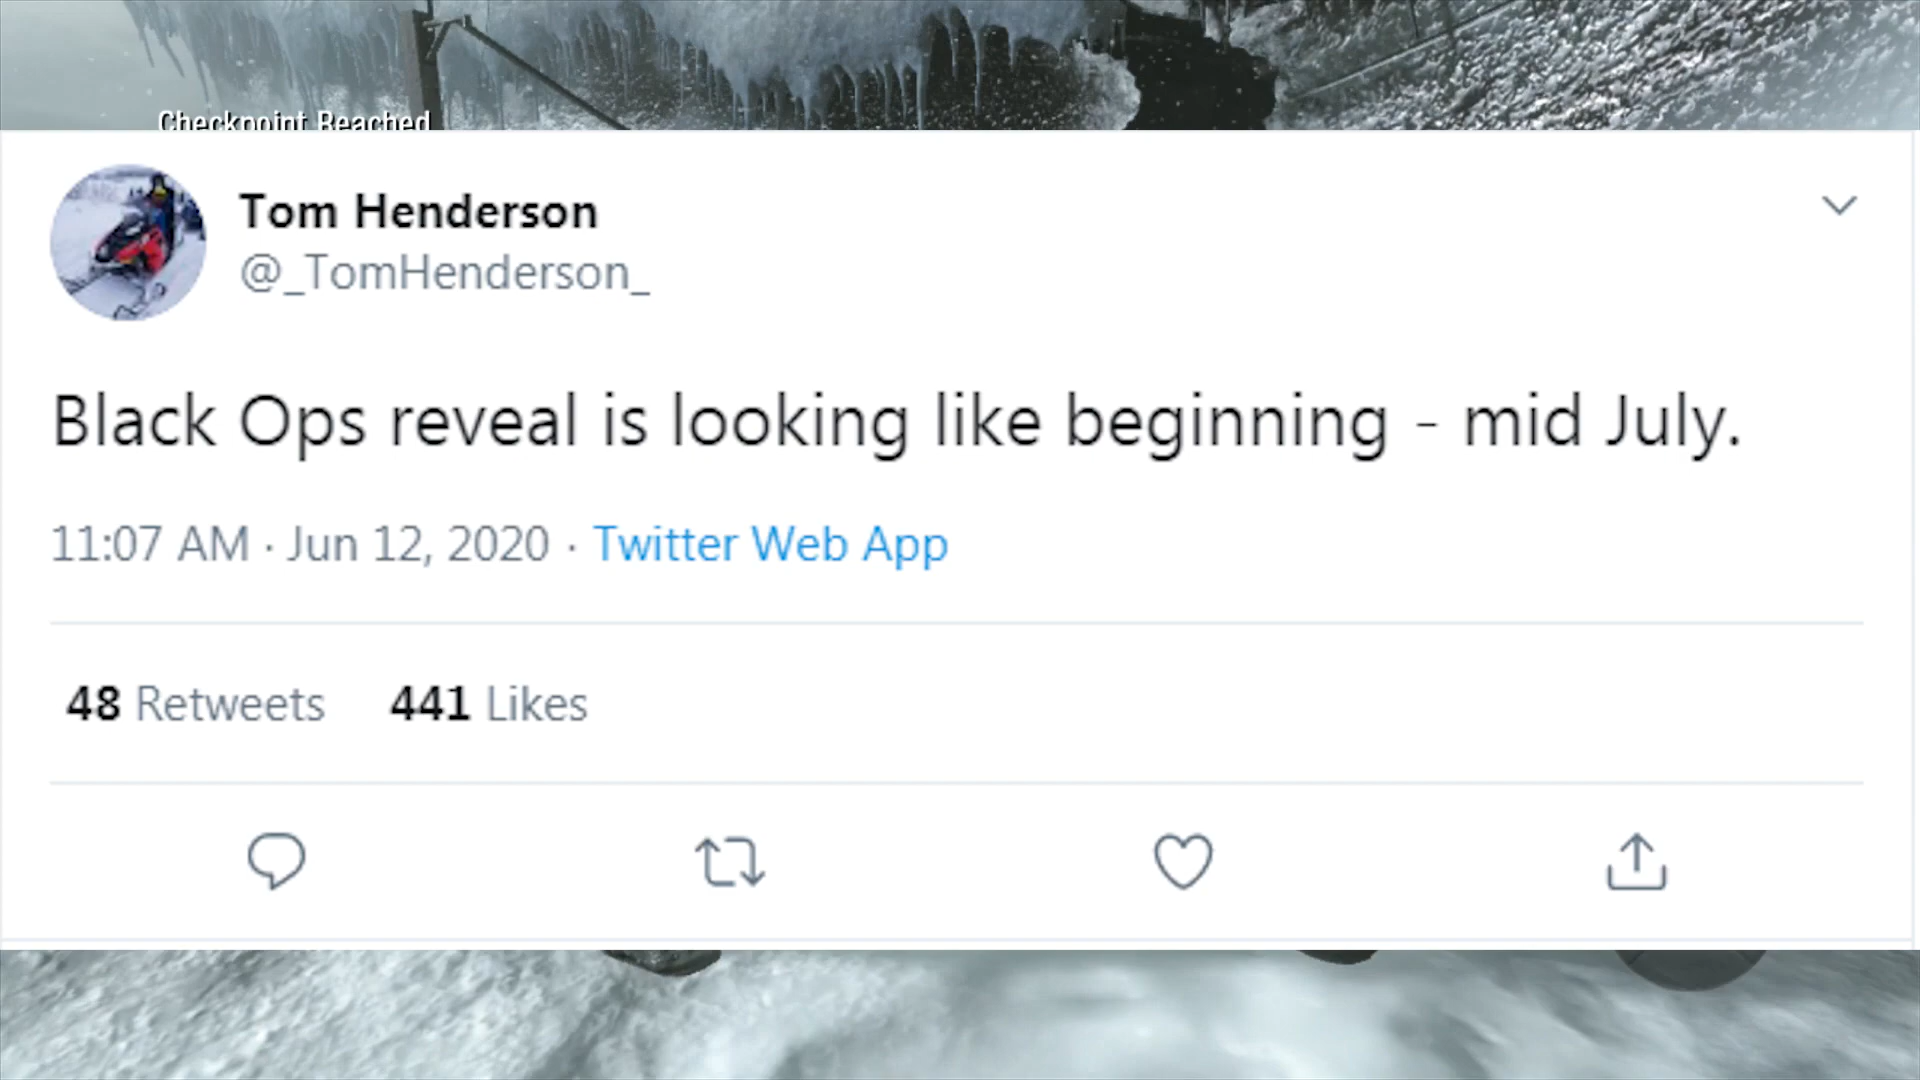 Checkpoint Reached
Tom Henderson
@_TomHenderson_
Black Ops reveal is looking like beginning - mid July.
11:07 AM · Jun 12, 2020 · Twitter Web App
48 Retweets 441 Likes